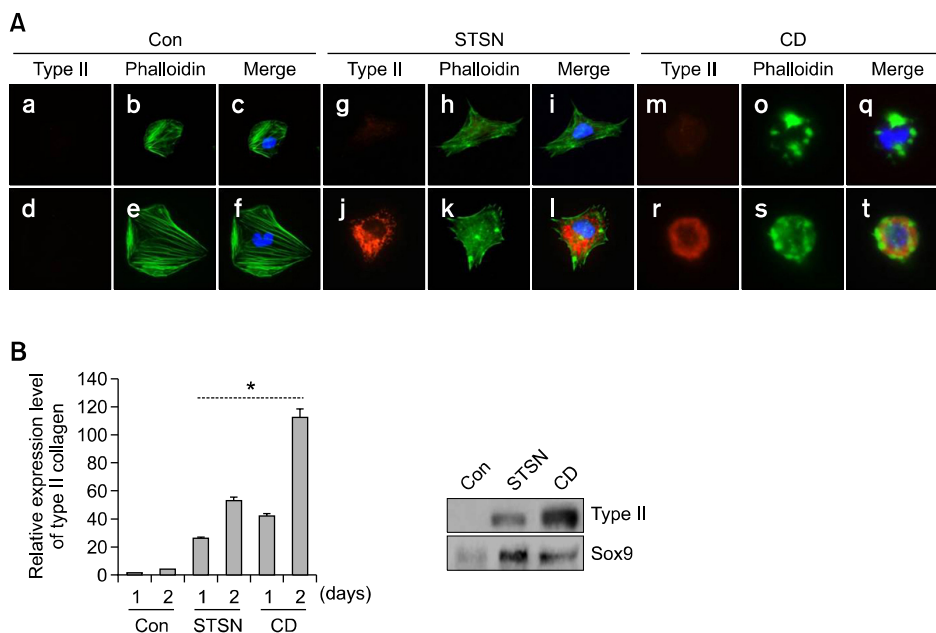 A
Con STSN CD
Type II Phalloidin Merge Type II Phalloidin Merge Type II Phalloidin Merge
a b c g h i m o q
d e f j k l r s t
B
Relative expression level
of type II collagen
140
120
100
80
60
40
20
0
*
1 2 1 2 1 2 (days)
Con STSN CD
Con STSN CD
Type II
Sox9